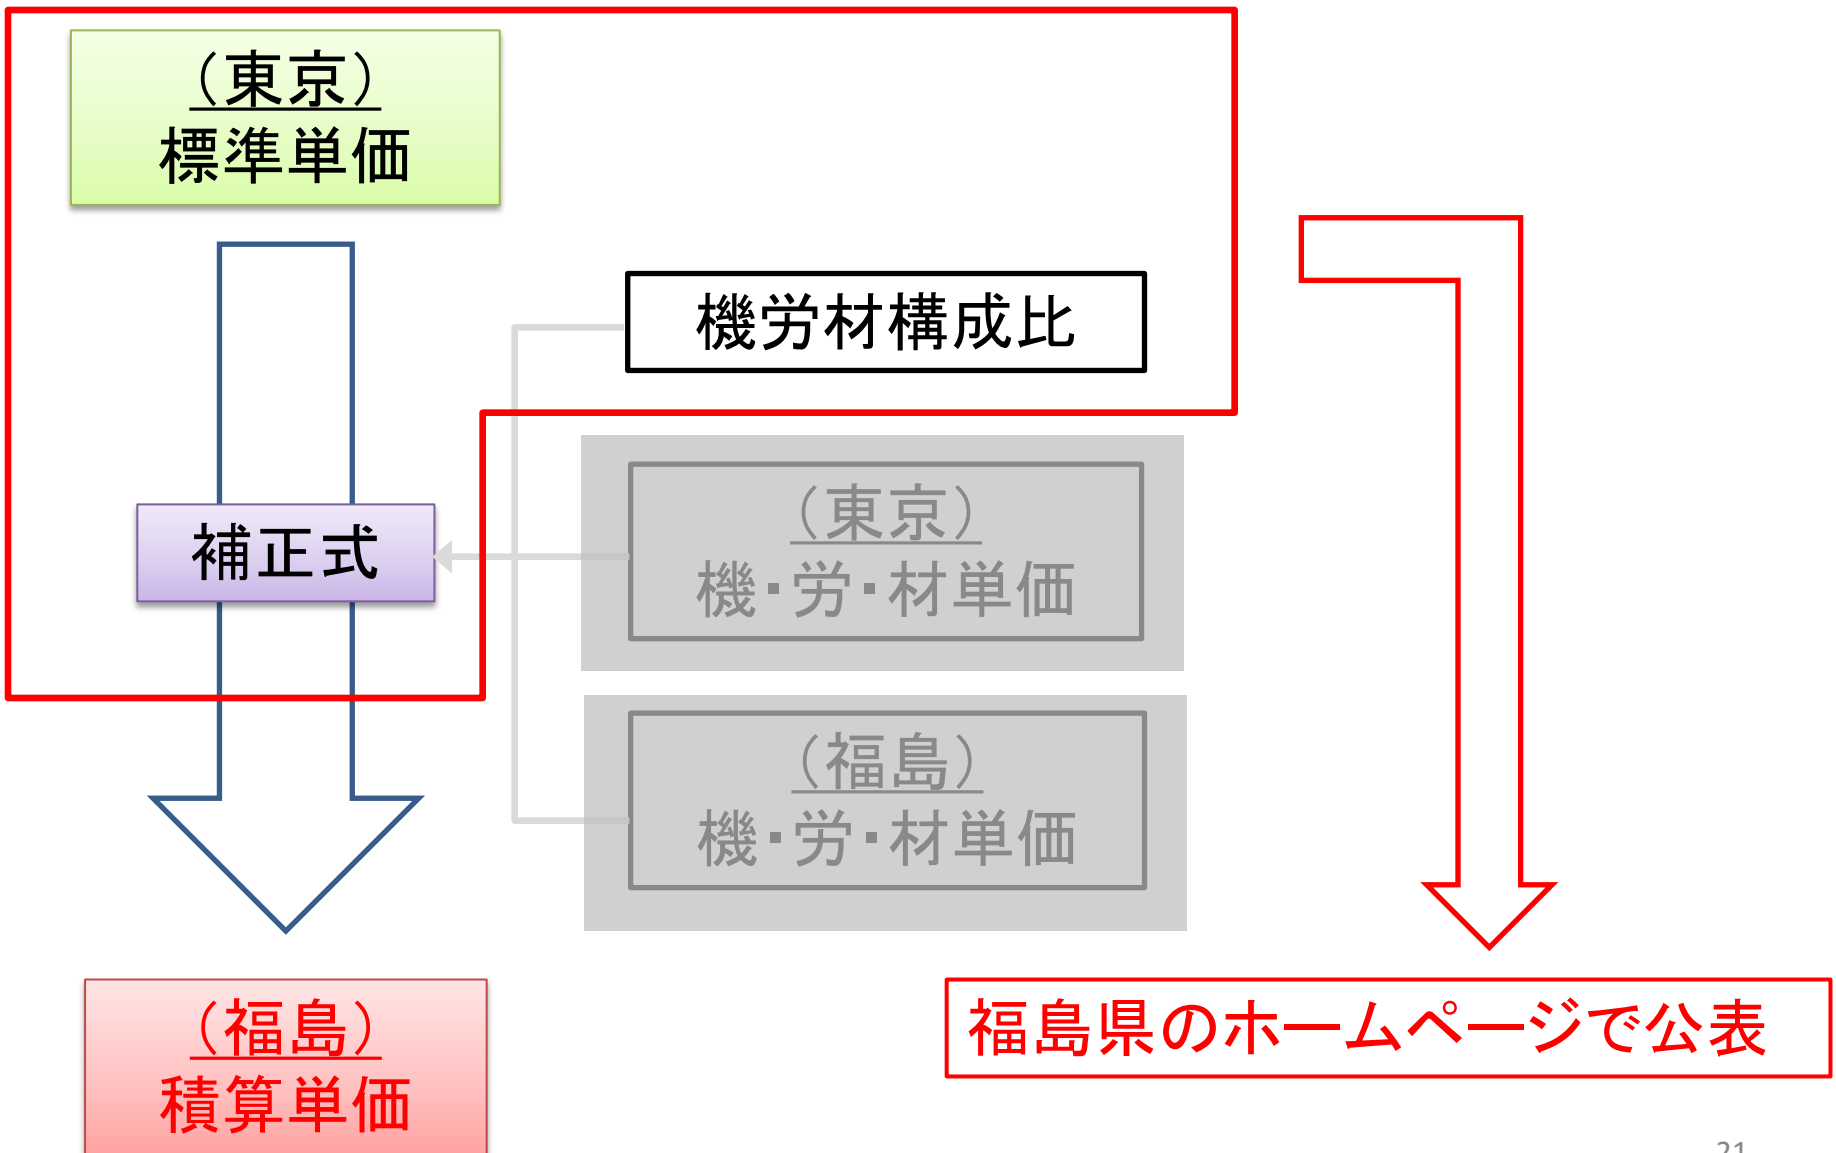 （東京）
標準単価
機労材構成比
（東京）
機・労・材単価
補正式
（福島）
機・労・材単価
（福島）
積算単価
福島県のホームページで公表
21